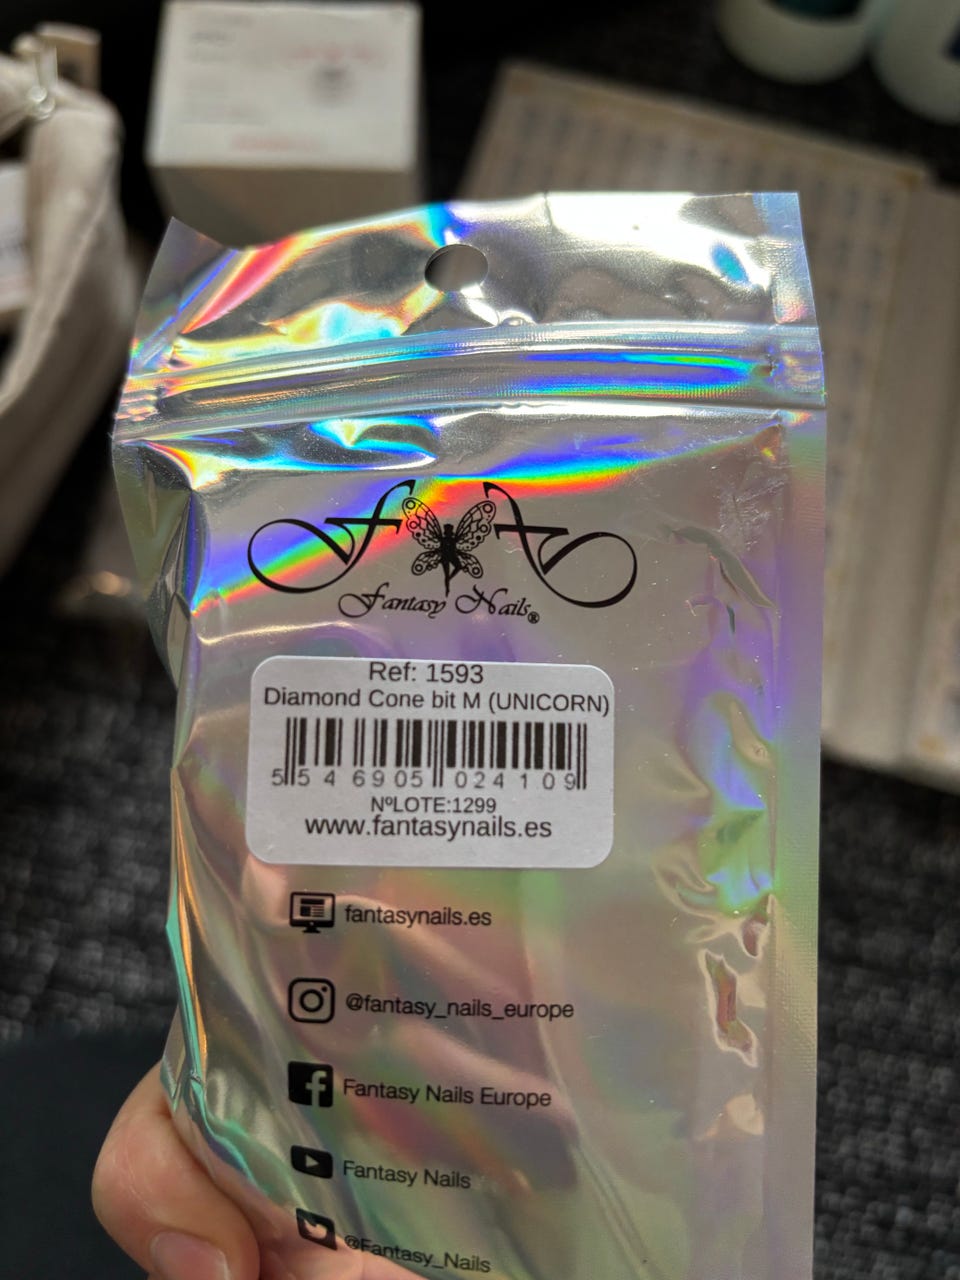 Fantasy Nails®
Ref: 1593
Diamond Cone bit M (UNICORN)
5 546905 024109
NºLOTE:1299
www.fantasynails.es
fantasynails.es
@fantasy_nails_europe
Fantasy Nails Europe
Fantasy Nails
@Fantasy_Nails